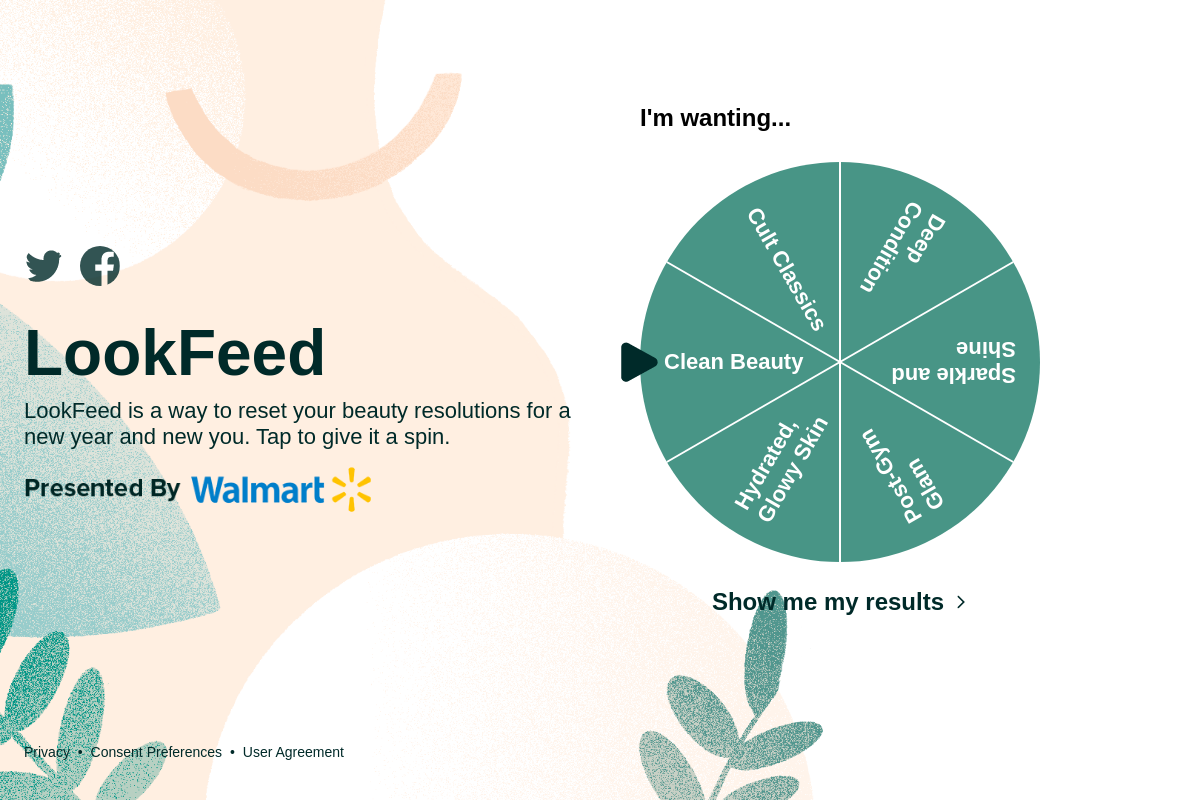 I'm wanting...
Cult Classics
Deep
Condition
Clean Beauty
Sparkle and
Shine
Hydrated,
Glowy Skin
Post-Gym
Glam
Show me my results
LookFeed
LookFeed is a way to reset your beauty resolutions for a
new year and new you. Tap to give it a spin.
Presented By Walmart
Privacy • Consent Preferences • User Agreement